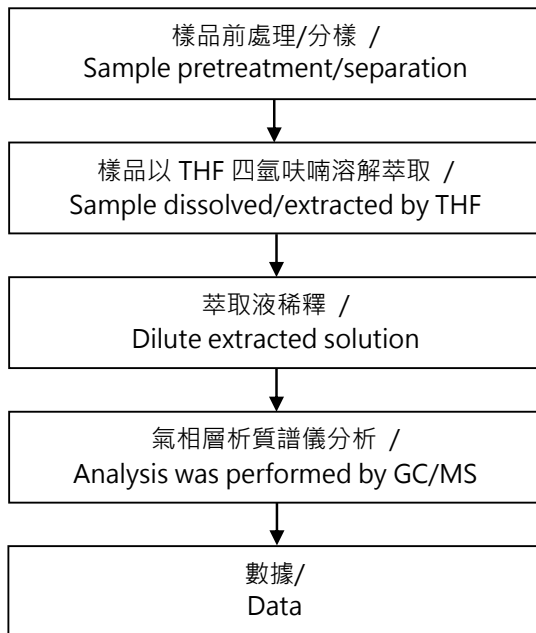 樣品前處理/分樣 /
Sample pretreatment/separation
樣品以 THF 四氫呋喃溶解萃取 /
Sample dissolved/extracted by THF
萃取液稀釋 /
Dilute extracted solution
氣相層析質譜儀分析 /
Analysis was performed by GC/MS
數據/
Data